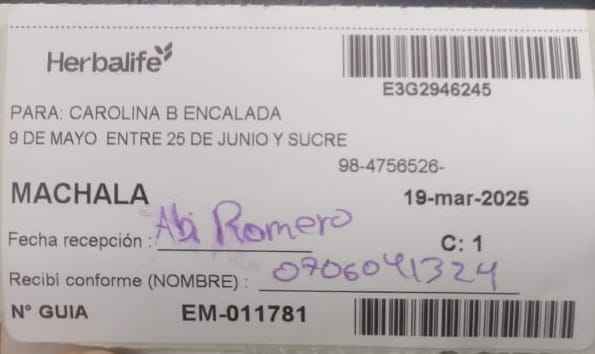 Herbalife
E3G2946245
PARA: CAROLINA B ENCALADA
9 DE MAYO ENTRE 25 DE JUNIO Y SUCRE
98-4756526-
MACHALA 19-mar-2025
Fecha recepción : Abi Romero C: 1
Recibí conforme (NOMBRE) : 0706041324
N° GUIA EM-011781